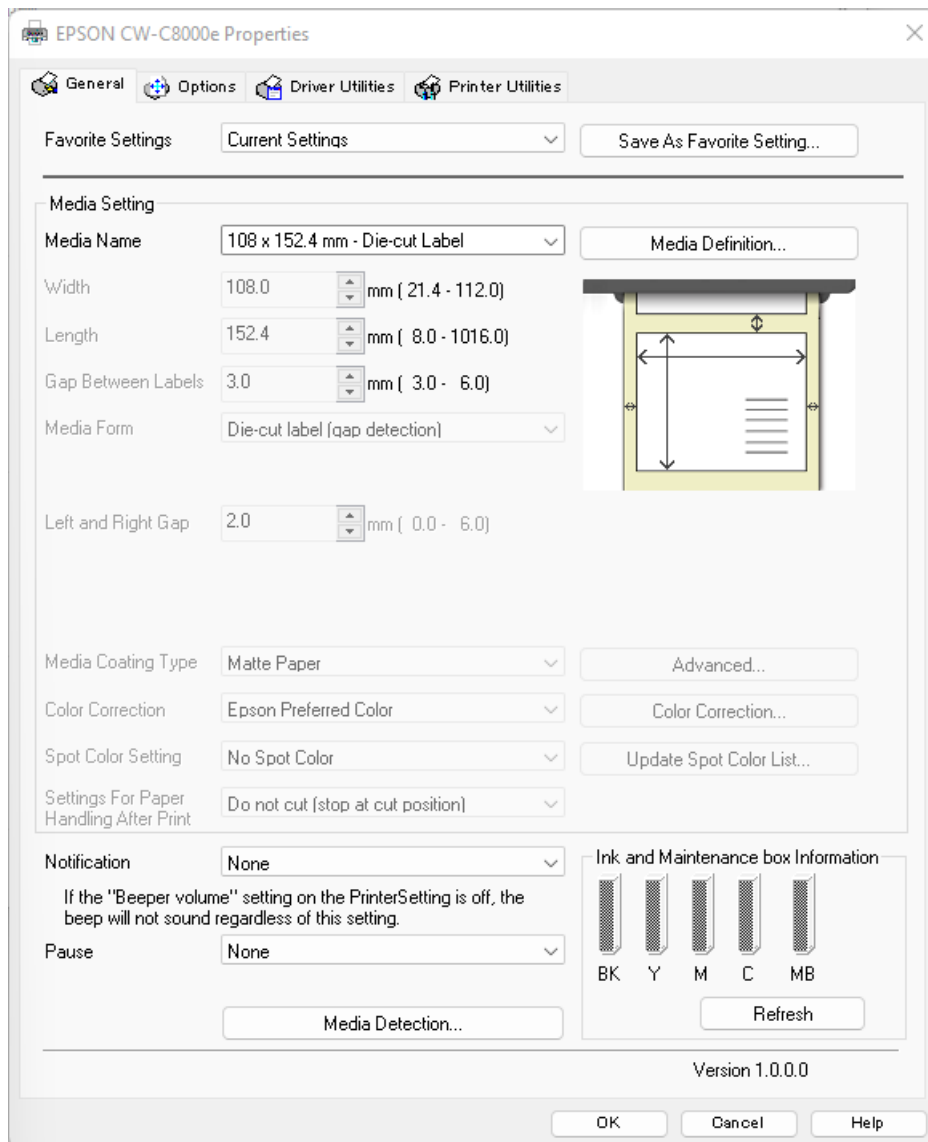 EPSON CW-C8000e Properties
General Options Driver Utilities Printer Utilities
Favorite Settings Current Settings Save As Favorite Setting...
Media Setting
Media Name 108 x 152.4 mm - Die-cut Label Media Definition...
Width 108.0 mm ( 21.4 - 112.0)
Length 152.4 mm ( 8.0 - 1016.0)
Gap Between Labels 3.0 mm ( 3.0 - 6.0)
Media Form Die-cut label (gap detection)
Left and Right Gap 2.0 mm ( 0.0 - 6.0)
Media Coating Type Matte Paper Advanced...
Color Correction Epson Preferred Color Color Correction...
Spot Color Setting No Spot Color Update Spot Color List...
Settings For Paper
Handling After Print Do not cut (stop at cut position)
Notification None
If the "Beeper volume" setting on the PrinterSetting is off, the
beep will not sound regardless of this setting.
Pause None
Media Detection...
Ink and Maintenance box Information
BK Y M C MB
Refresh
Version 1.0.0.0
OK Cancel Help